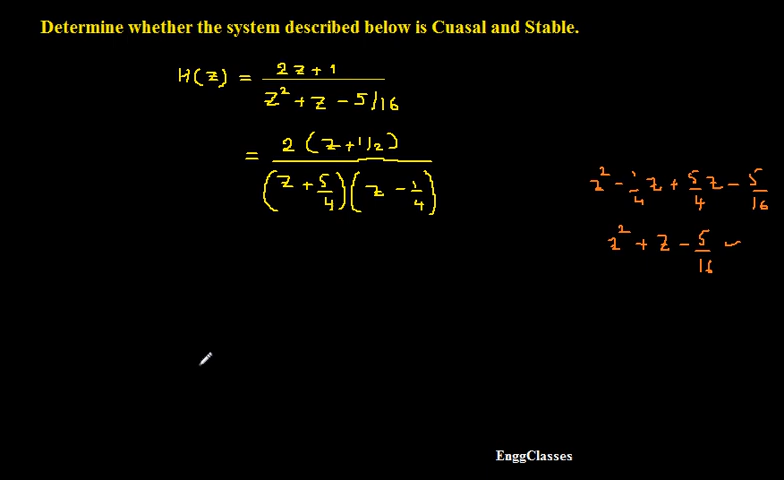 Determine whether the system described below is Cuasal and Stable.
H(z) = (2z+1)/(z² + z - 5/16)
= 2(z+1/2)/((z + 5/4)(z - 1/4))
z² - 1/4 z + 5/4 z - 5/16
z² + z - 5/16 ✓
EnggClasses